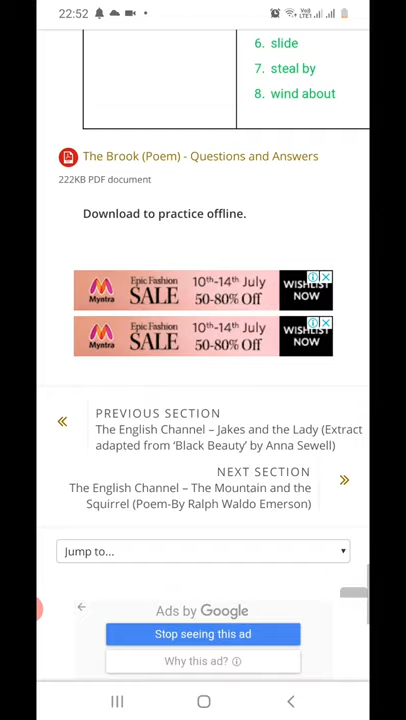 22:52
Vo)) LTE1
6. slide
7. steal by
8. wind about
The Brook (Poem) - Questions and Answers
222KB PDF document
Download to practice offline.
Myntra
Epic Fashion
SALE
10th-14th July
50-80% Off
WISHLIST
NOW
Myntra
Epic Fashion
SALE
10th-14th July
50-80% Off
WISHLIST
NOW
PREVIOUS SECTION
The English Channel – Jakes and the Lady (Extract
adapted from ‘Black Beauty’ by Anna Sewell)
NEXT SECTION
The English Channel – The Mountain and the
Squirrel (Poem-By Ralph Waldo Emerson)
Jump to...
Ads by Google
Stop seeing this ad
Why this ad?